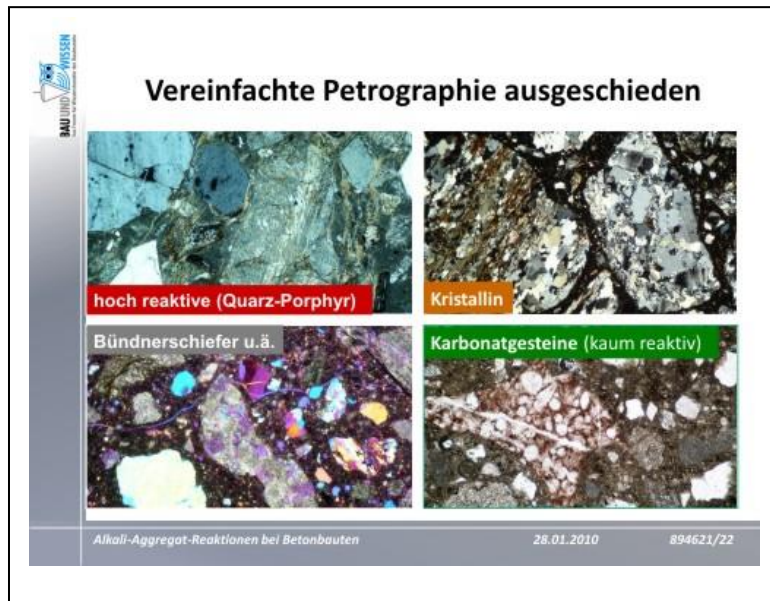 BAU UND WISSEN
Vereinfachte Petrographie ausgeschieden
hoch reaktive (Quarz-Porphyr)
Kristallin
Bündnerschiefer u.ä.
Karbonatgesteine (kaum reaktiv)
Alkali-Aggregat-Reaktionen bei Betonbauten 28.01.2010 894621/22